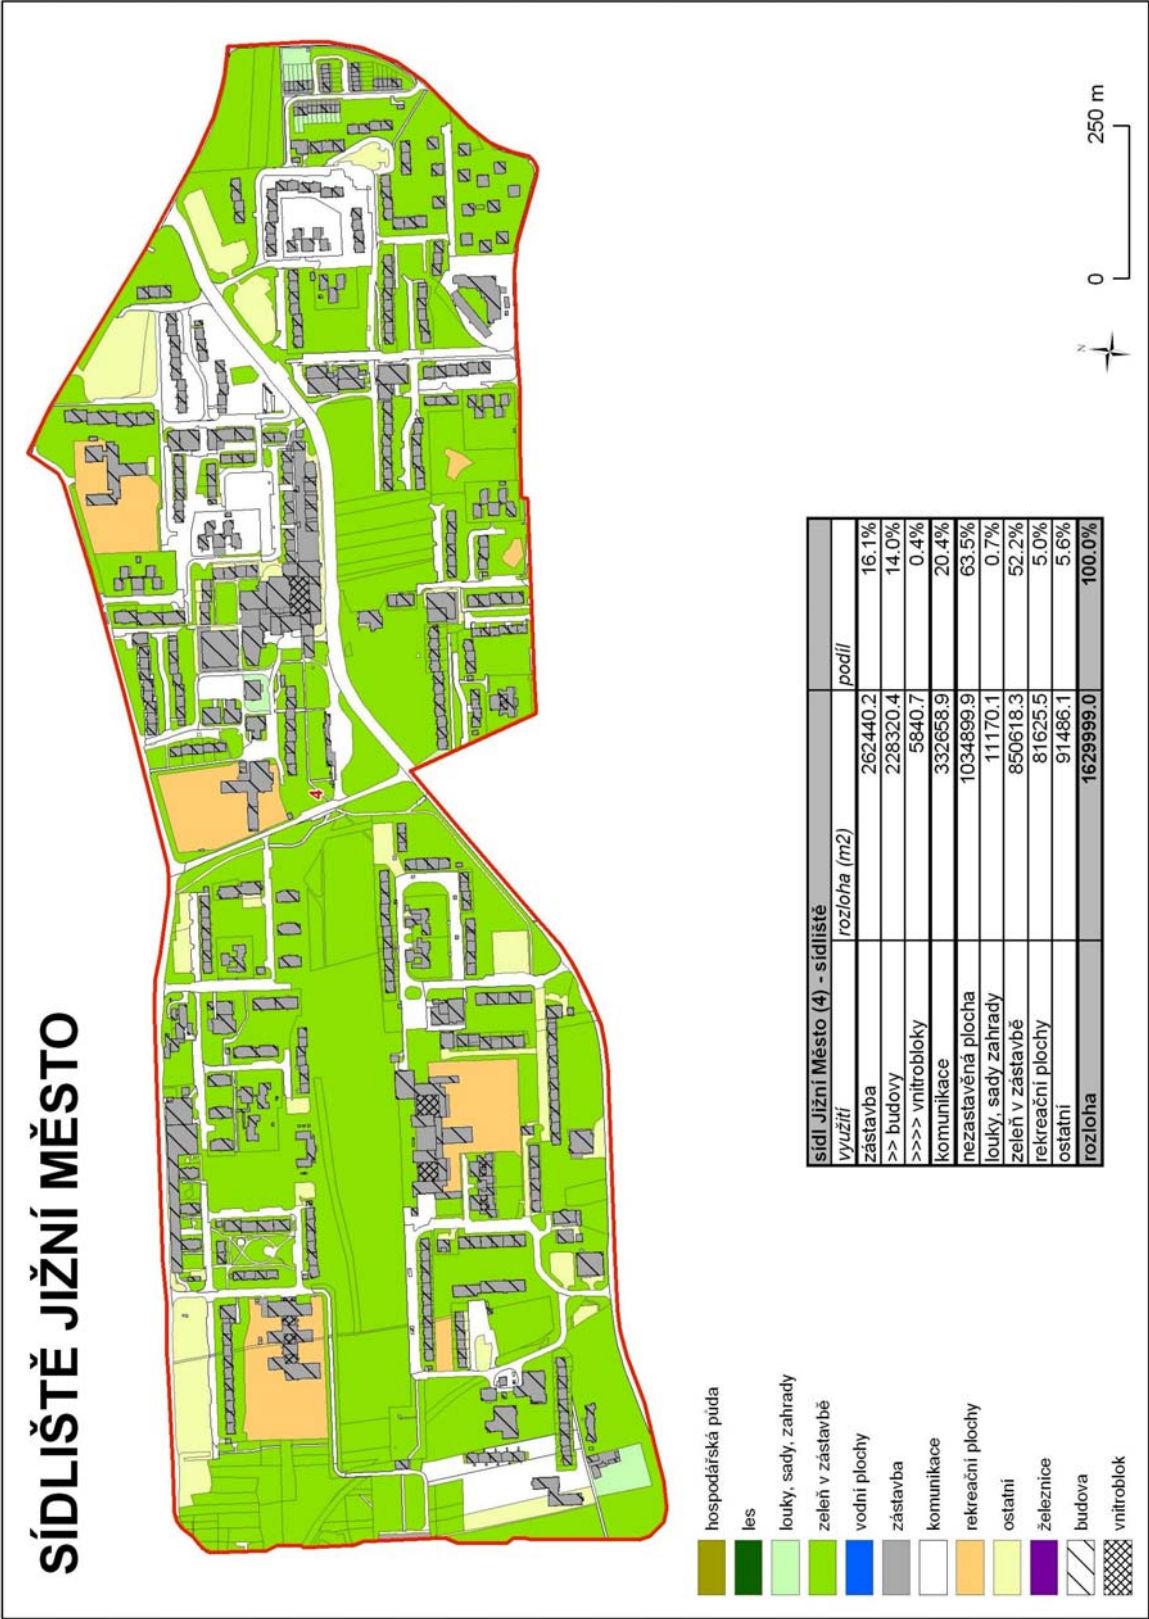 SÍDLIŠTĚ JIŽNÍ MĚSTO
4
hospodářská půda
les
louky, sady, zahrady
zeleň v zástavbě
vodní plochy
zástavba
komunikace
rekreační plochy
ostatní
železnice
budova
vnitroblok
sídl Jižní Město (4) - sídliště
využití rozloha (m2) podíl
zástavba 262440.2 16.1%
>> budovy 228320.4 14.0%
>>>> vnitrobloky 5840.7 0.4%
komunikace 332658.9 20.4%
nezastavěná plocha 1034899.9 63.5%
louky, sady zahrady 11170.1 0.7%
zeleň v zástavbě 850618.3 52.2%
rekreační plochy 81625.5 5.0%
ostatní 91486.1 5.6%
rozloha 1629999.0 100.0%
N
0 250 m